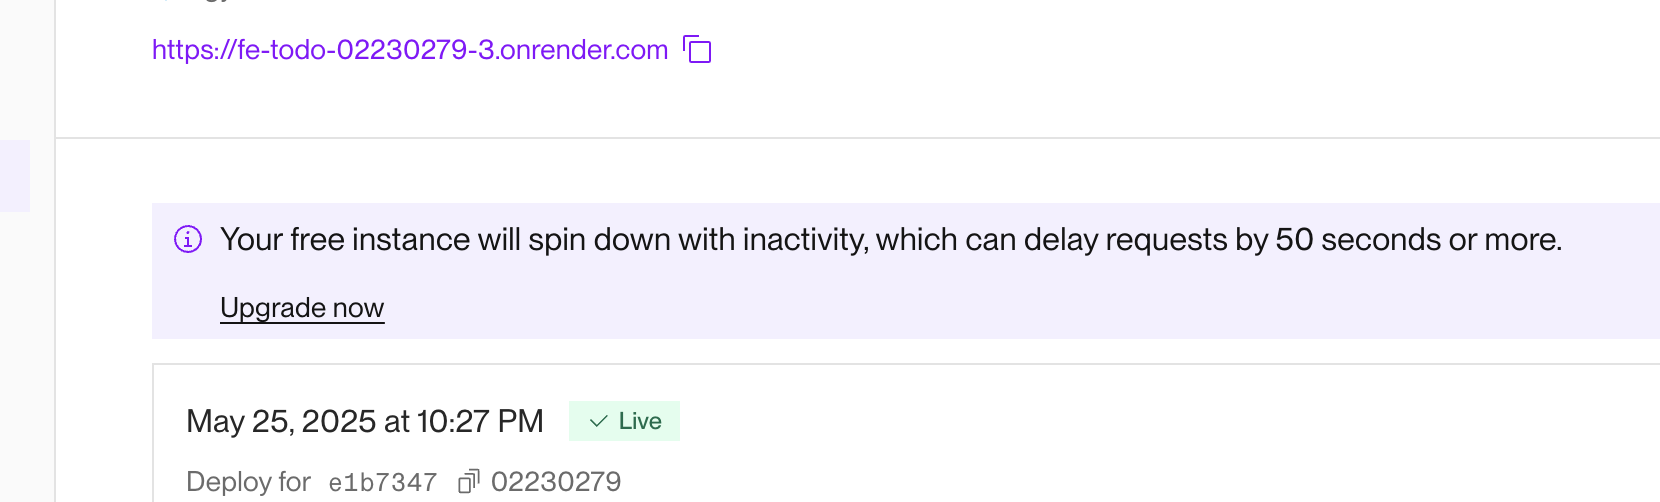 https://fe-todo-02230279-3.onrender.com
Your free instance will spin down with inactivity, which can delay requests by 50 seconds or more.
Upgrade now
May 25, 2025 at 10:27 PM Live
Deploy for e1b7347 02230279